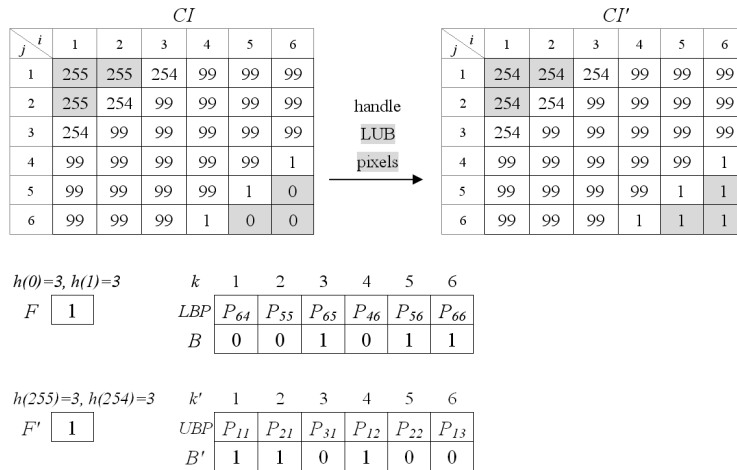 CI CI'
j i 1 2 3 4 5 6 j i 1 2 3 4 5 6
1 255 255 254 99 99 99 1 254 254 254 99 99 99
2 255 254 99 99 99 99 handle 2 254 254 99 99 99 99
3 254 99 99 99 99 99 LUB 3 254 99 99 99 99 99
4 99 99 99 99 99 1 pixels 4 99 99 99 99 99 1
5 99 99 99 99 1 0 5 99 99 99 99 1 1
6 99 99 99 1 0 0 6 99 99 99 1 1 1
h(0)=3, h(1)=3 k 1 2 3 4 5 6
F 1 LBP P64 P55 P65 P46 P56 P66
B 0 0 1 0 1 1
h(255)=3, h(254)=3 k' 1 2 3 4 5 6
F' 1 UBP P11 P21 P31 P12 P22 P13
B' 1 1 0 1 0 0